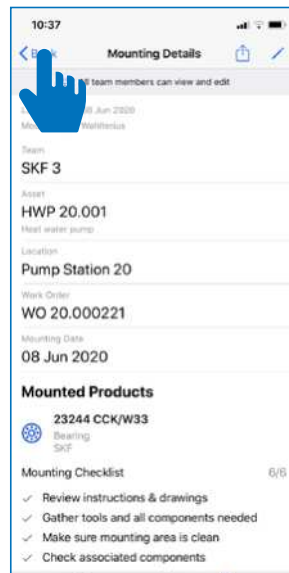 10:37
Mounting Details
team members can view and edit
Jun 2020
Team
SKF 3
Asset
HWP 20.001
Heat water pump
Location
Pump Station 20
Work Order
WO 20.000221
Mounting Date
08 Jun 2020
Mounted Products
23244 CCK/W33
Bearing
SKF
Mounting Checklist 6/6
Review instructions & drawings
Gather tools and all components needed
Make sure mounting area is clean
Check associated components